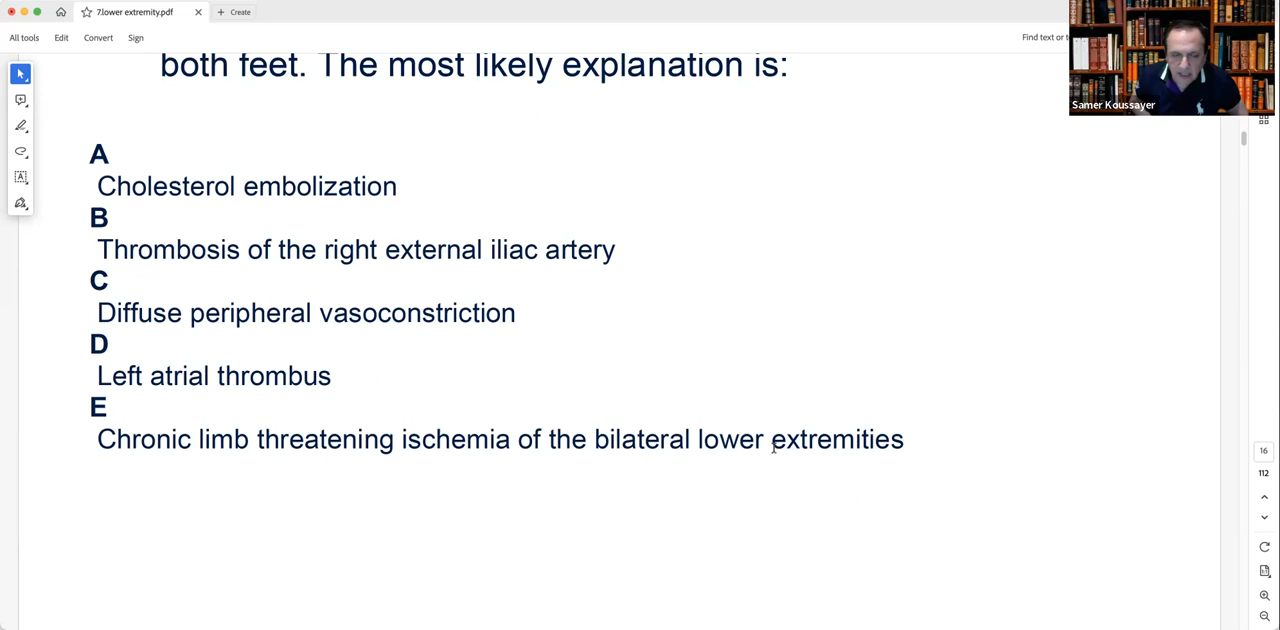 7.lower extremity.pdf
Create
All tools
Edit
Convert
Sign
Find text or t
Samer Koussayer
both feet. The most likely explanation is:
A
Cholesterol embolization
B
Thrombosis of the right external iliac artery
C
Diffuse peripheral vasoconstriction
D
Left atrial thrombus
E
Chronic limb threatening ischemia of the bilateral lower extremities
16
112